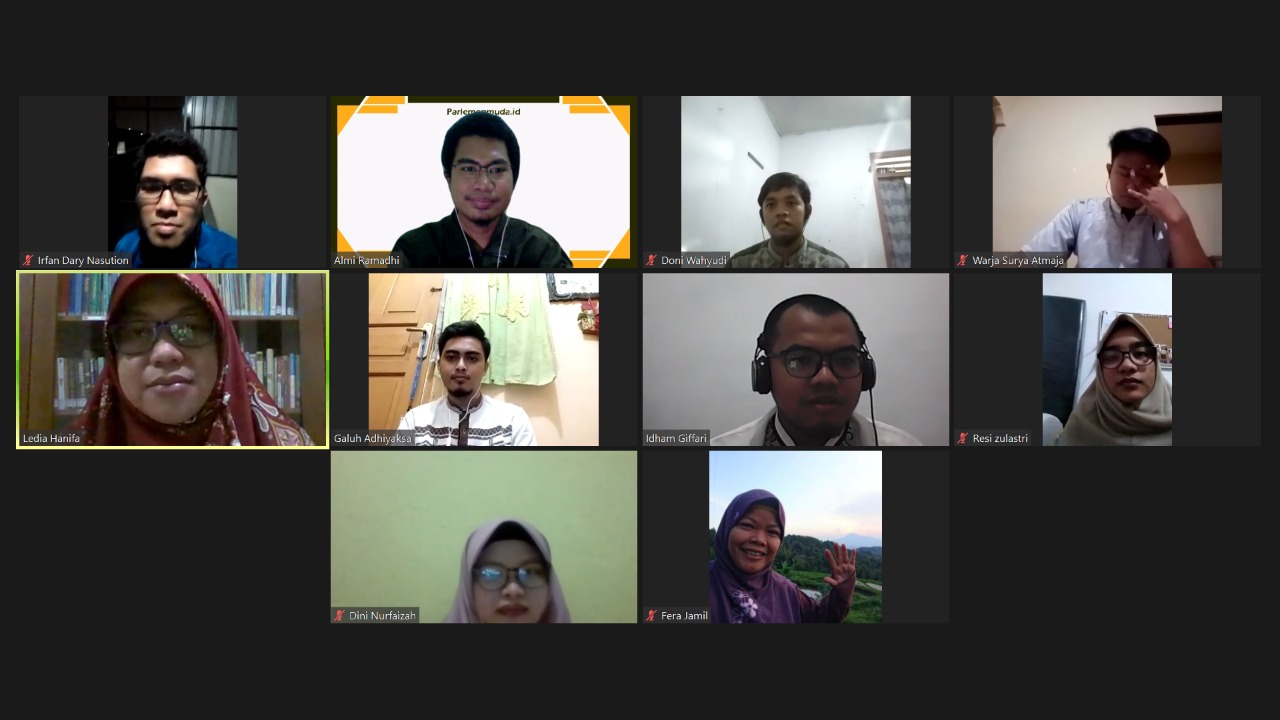 Parlemenmuda.id
Irfan Dary Nasution
Almi Ramadhi
Doni Wahyudi
Warja Surya Atmaja
Ledia Hanifa
Galuh Adhiyaksa
Idham Giffari
Resi zulastri
Dini Nurfaizah
Fera Jamil